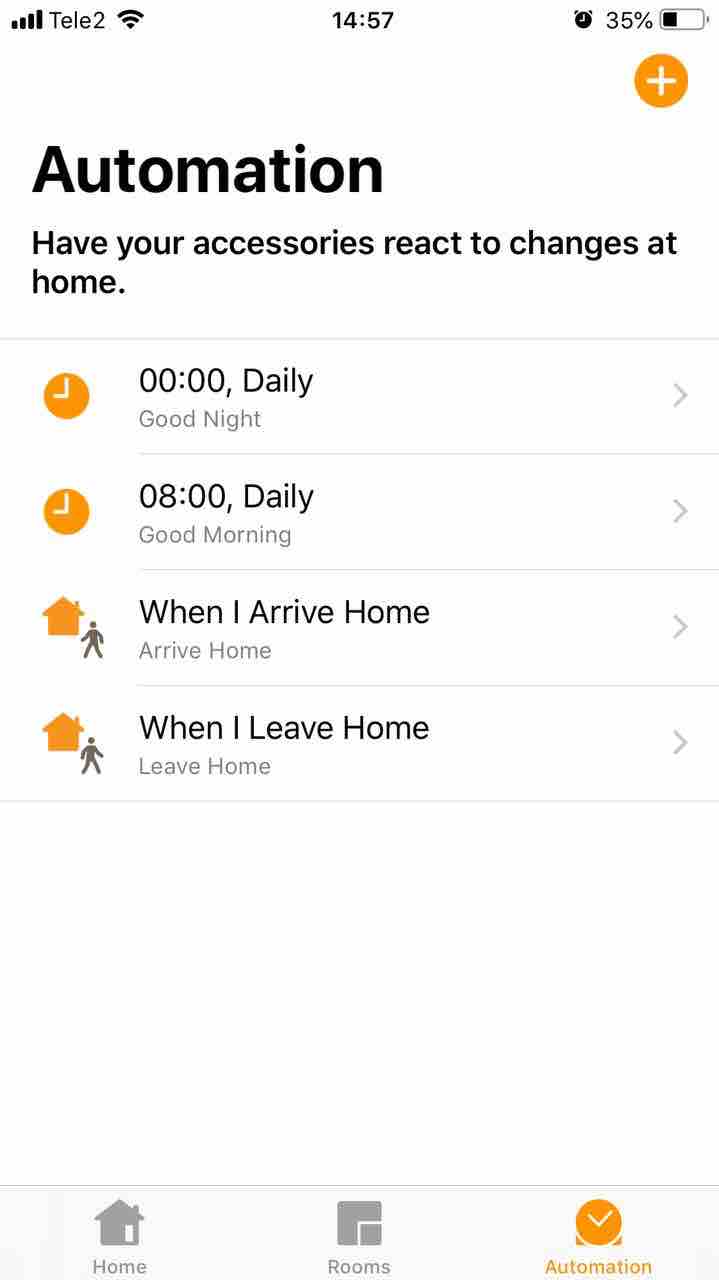 Tele2 14:57 35%
Automation
Have your accessories react to changes at
home.
00:00, Daily
Good Night
08:00, Daily
Good Morning
When I Arrive Home
Arrive Home
When I Leave Home
Leave Home
Home Rooms Automation